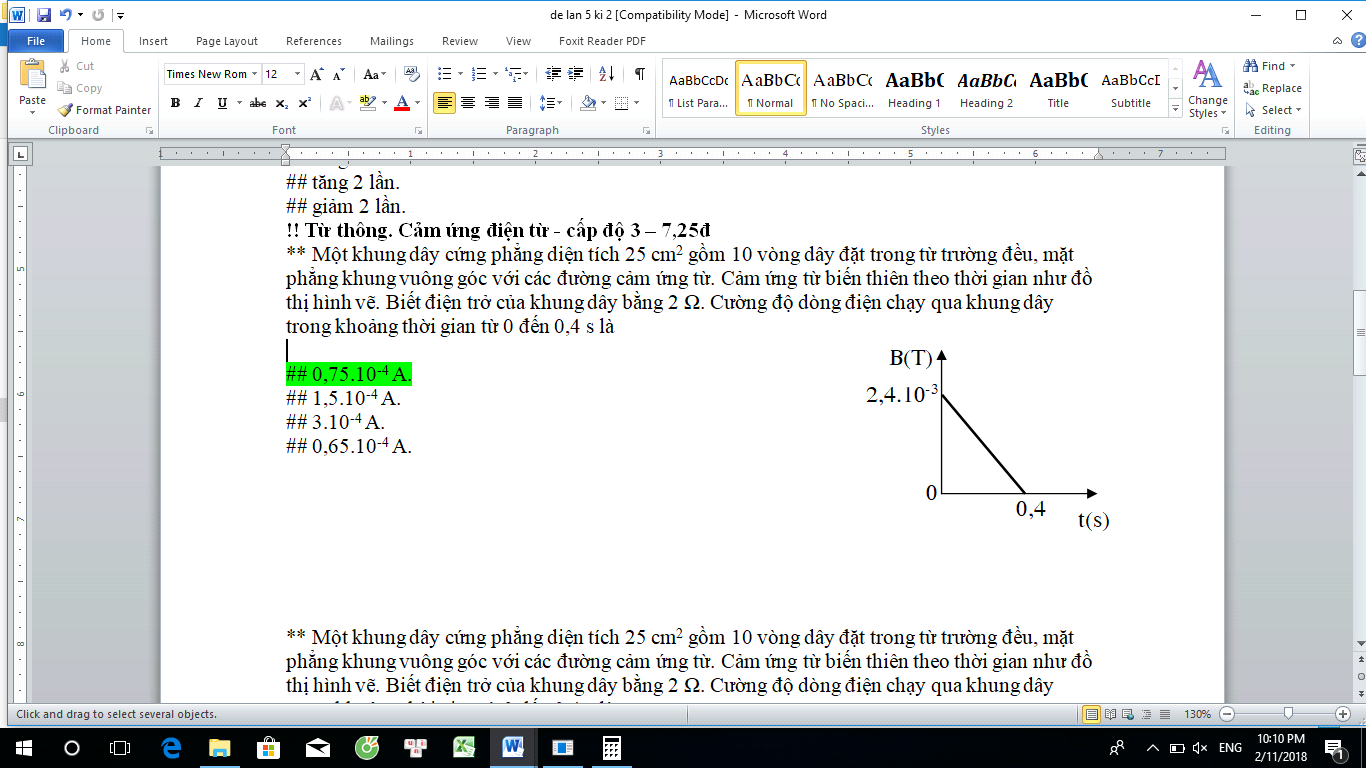 de lan 5 ki 2 [Compatibility Mode] - Microsoft Word
File Home Insert Page Layout References Mailings Review View Foxit Reader PDF
Paste
Cut
Copy
Format Painter
Clipboard
Times New Rom 12
Font
Paragraph
AaBbCcDc AaBbCc AaBbCc AaBbC AaBbCc AaBbC AaBbCcI
¶ List Para... ¶ Normal ¶ No Spaci... Heading 1 Heading 2 Title Subtitle
Change Styles
Styles
Find
Replace
Select
Editing
## tăng 2 lần.
## giảm 2 lần.
!! Từ thông. Cảm ứng điện từ - cấp độ 3 – 7,25đ
** Một khung dây cứng phẳng diện tích 25 cm² gồm 10 vòng dây đặt trong từ trường đều, mặt
phẳng khung vuông góc với các đường cảm ứng từ. Cảm ứng từ biến thiên theo thời gian như đồ
thị hình vẽ. Biết điện trở của khung dây bằng 2 Ω. Cường độ dòng điện chạy qua khung dây
trong khoảng thời gian từ 0 đến 0,4 s là
## 0,75.10⁻⁴ A.
## 1,5.10⁻⁴ A.
## 3.10⁻⁴ A.
## 0,65.10⁻⁴ A.
B(T)
2,4.10⁻³
0
0,4
t(s)
** Một khung dây cứng phẳng diện tích 25 cm² gồm 10 vòng dây đặt trong từ trường đều, mặt
phẳng khung vuông góc với các đường cảm ứng từ. Cảm ứng từ biến thiên theo thời gian như đồ
thị hình vẽ. Biết điện trở của khung dây bằng 2 Ω. Cường độ dòng điện chạy qua khung dây
Click and drag to select several objects.
130%
ENG
10:10 PM
2/11/2018